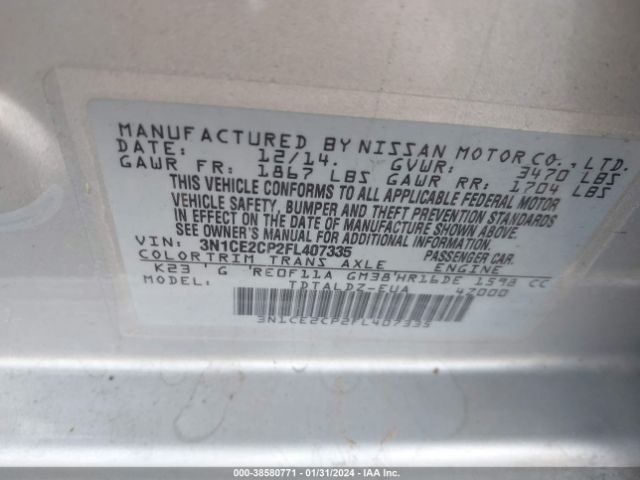 MANUFACTURED BY NISSAN MOTOR CO., LTD.
DATE: 12/14. GVWR: 3470 LBS
GAWR FR: 1867 LBS GAWR RR: 1704 LBS
THIS VEHICLE CONFORMS TO ALL APPLICABLE FEDERAL MOTOR
VEHICLE SAFETY, BUMPER AND THEFT PREVENTION STANDARDS
IN EFFECT ON THE DATE OF MANUFACTURE SHOWN ABOVE.
SEE OWNER'S MANUAL FOR ADDITIONAL INFORMATION.
VIN: 3N1CE2CP2FL407335 PASSENGER CAR.
COLOR TRIM TRANS AXLE ENGINE
K23 ' G 'RE0F11A GM38'HR16DE 1598 CC
MODEL: TDTALDZ-EUA 47000
3N1CE2CP2FL407335
000-38580771 - 01/31/2024 - IAA Inc.